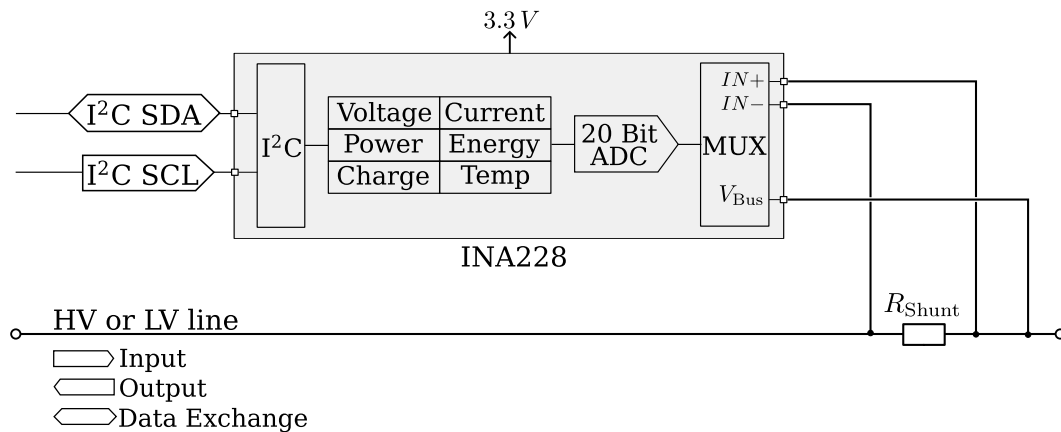 3.3 V
I²C SDA
I²C SCL
I²C
Voltage Current
Power Energy
Charge Temp
20 Bit
ADC
IN+
IN−
MUX
V_Bus
INA228
R_Shunt
HV or LV line
Input
Output
Data Exchange